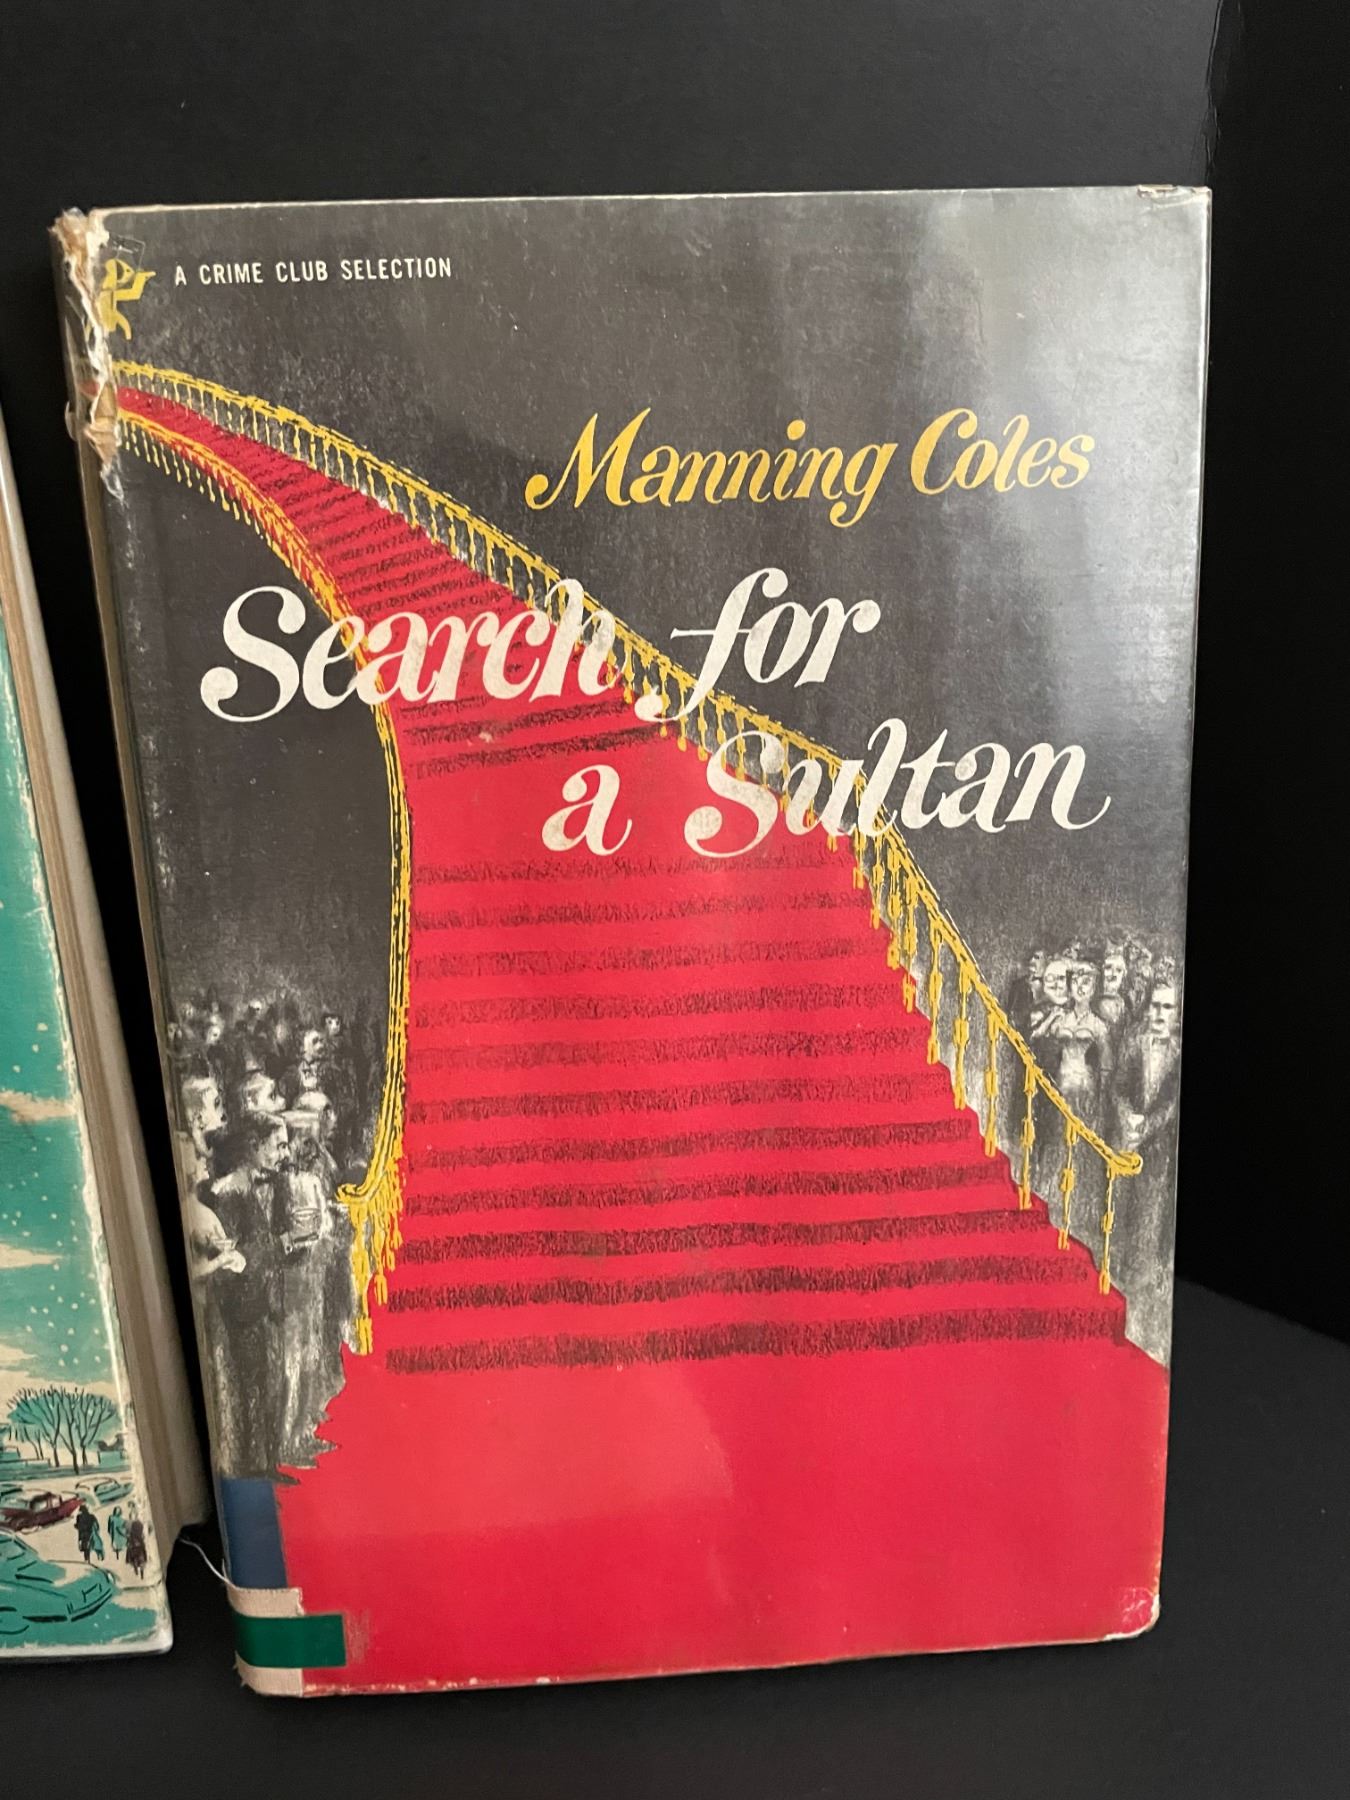 A CRIME CLUB SELECTION
Manning Coles
Search for
a Sultan